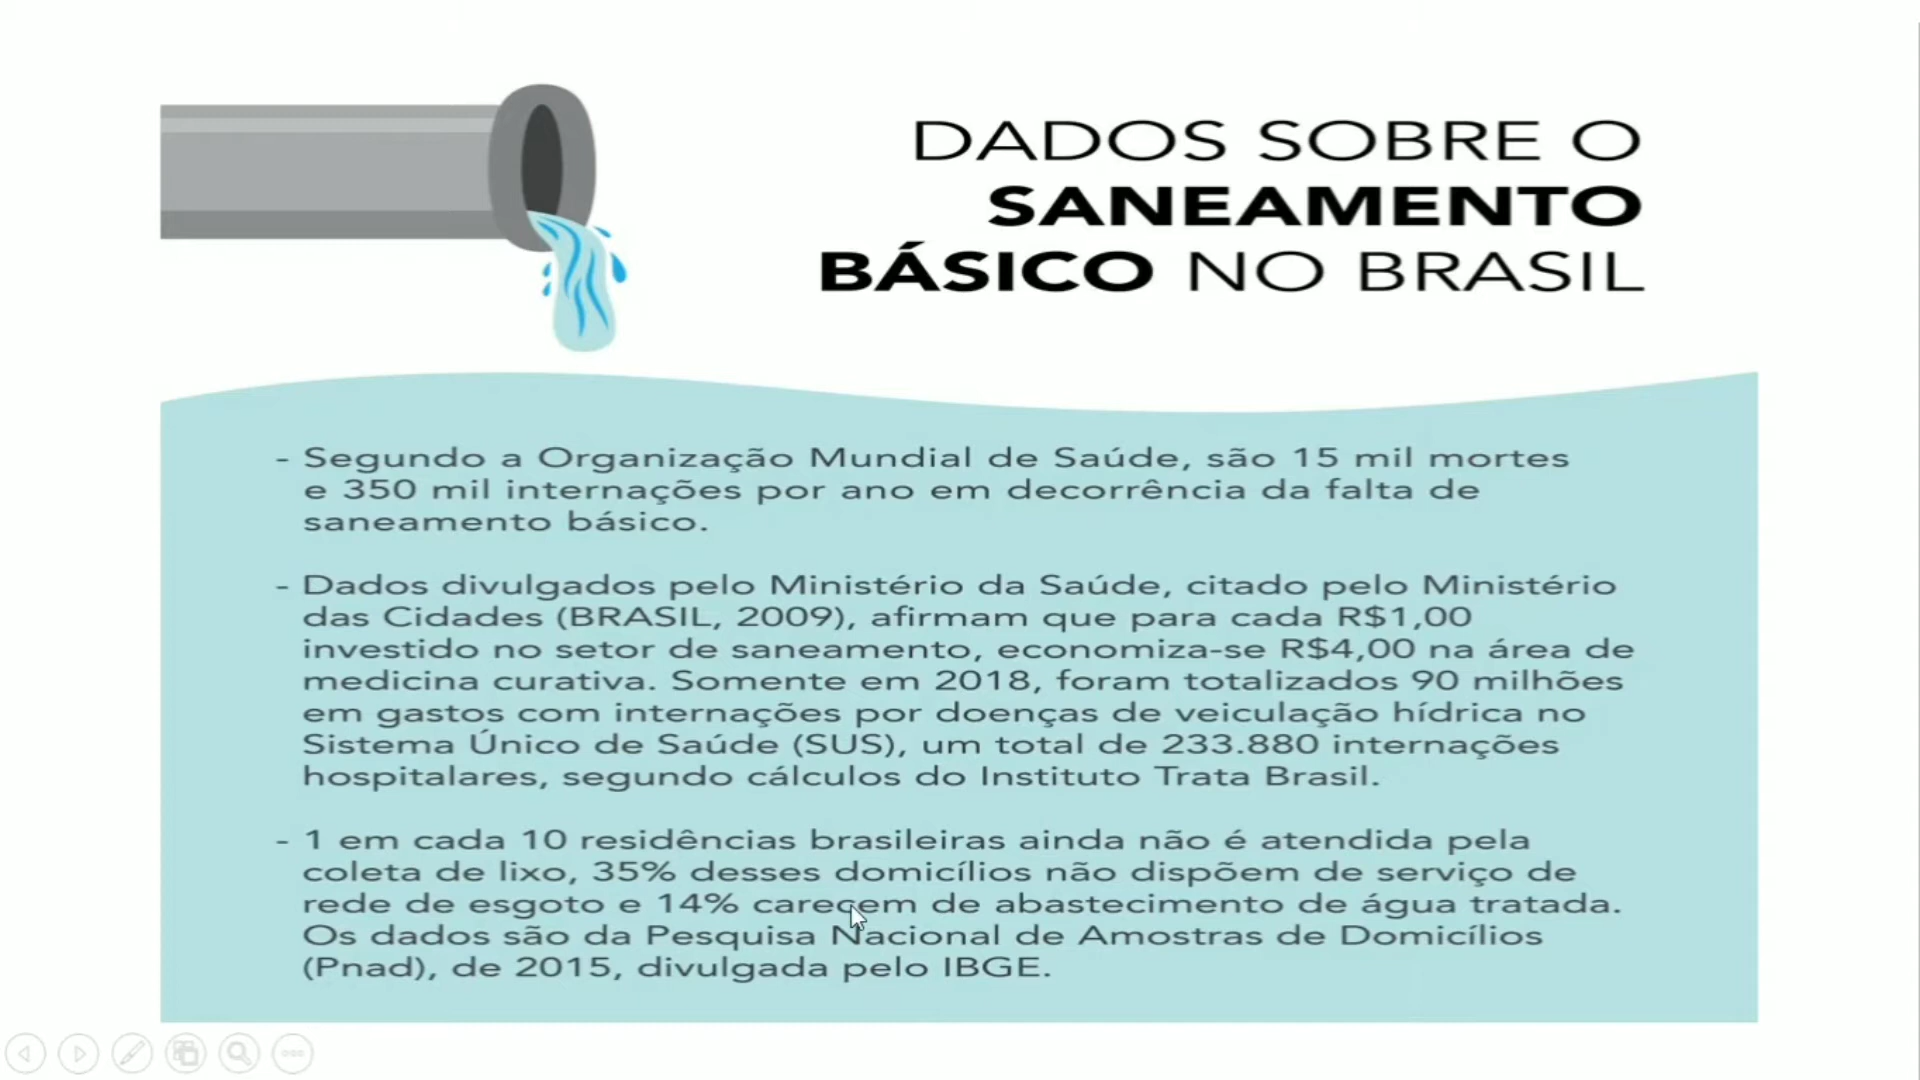 DADOS SOBRE O
SANEAMENTO
BÁSICO NO BRASIL
- Segundo a Organização Mundial de Saúde, são 15 mil mortes
e 350 mil internações por ano em decorrência da falta de
saneamento básico.
- Dados divulgados pelo Ministério da Saúde, citado pelo Ministério
das Cidades (BRASIL, 2009), afirmam que para cada R$1,00
investido no setor de saneamento, economiza-se R$4,00 na área de
medicina curativa. Somente em 2018, foram totalizados 90 milhões
em gastos com internações por doenças de veiculação hídrica no
Sistema Único de Saúde (SUS), um total de 233.880 internações
hospitalares, segundo cálculos do Instituto Trata Brasil.
- 1 em cada 10 residências brasileiras ainda não é atendida pela
coleta de lixo, 35% desses domicílios não dispõem de serviço de
rede de esgoto e 14% carecem de abastecimento de água tratada.
Os dados são da Pesquisa Nacional de Amostras de Domicílios
(Pnad), de 2015, divulgada pelo IBGE.